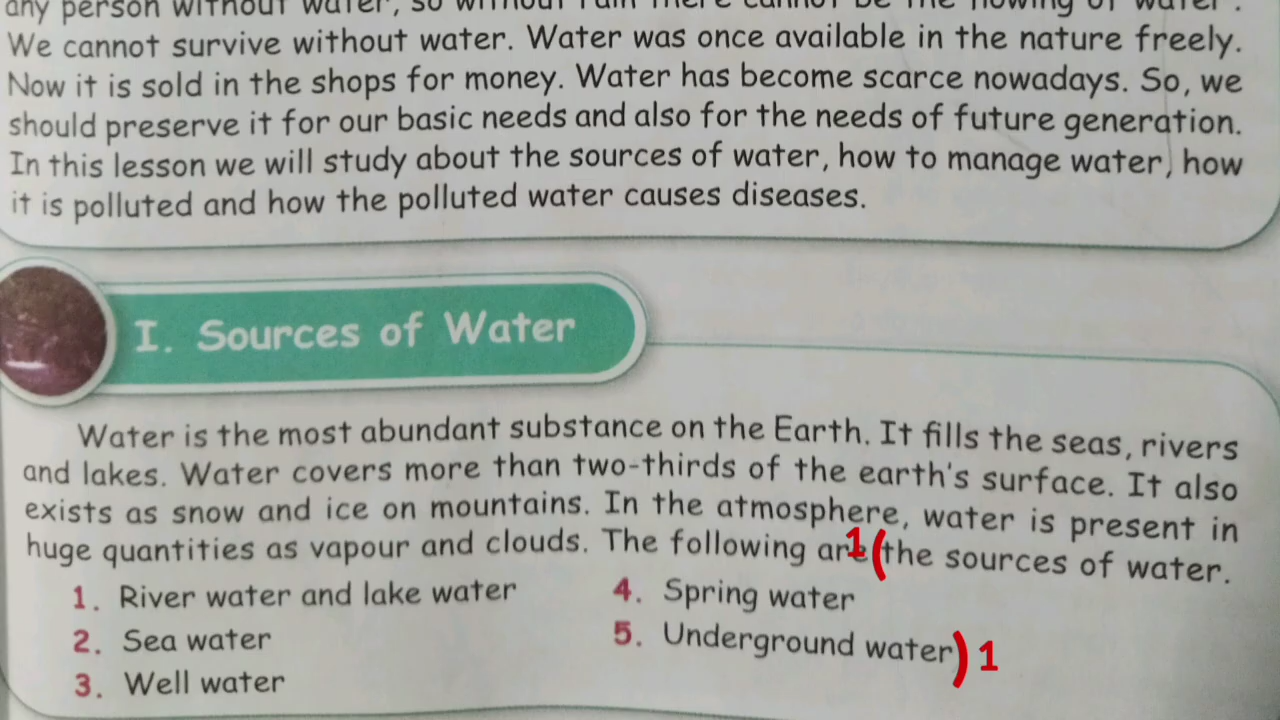 any person without water, so without rain there cannot be the flowing of water .
We cannot survive without water. Water was once available in the nature freely.
Now it is sold in the shops for money. Water has become scarce nowadays. So, we
should preserve it for our basic needs and also for the needs of future generation.
In this lesson we will study about the sources of water, how to manage water, how
it is polluted and how the polluted water causes diseases.
I. Sources of Water
Water is the most abundant substance on the Earth. It fills the seas, rivers
and lakes. Water covers more than two-thirds of the earth's surface. It also
exists as snow and ice on mountains. In the atmosphere, water is present in
huge quantities as vapour and clouds. The following are 1 (the sources of water.
1. River water and lake water
2. Sea water
3. Well water
4. Spring water
5. Underground water) 1